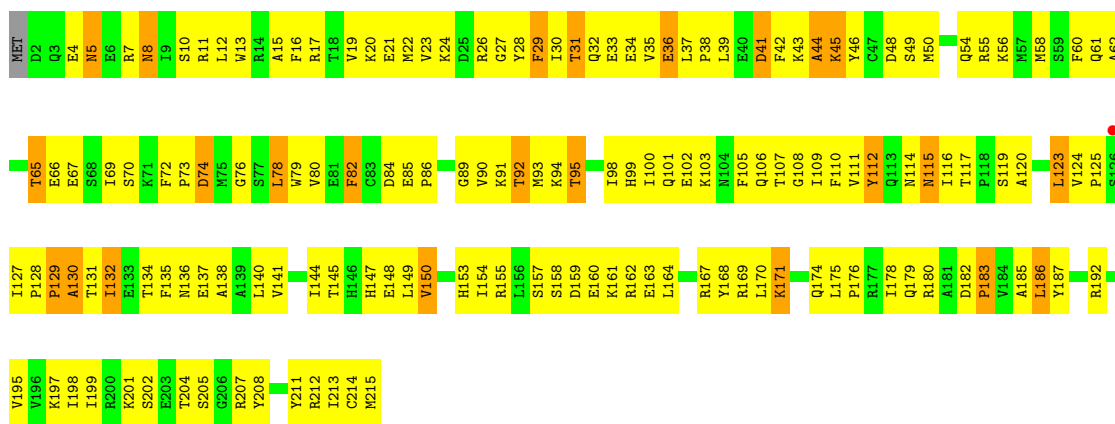 MET D2 Q3 E4 N5 E6 R7 N8 I9 S10 R11 L12 W13 R14 A15 F16 R17 T18 V19 K20 E21 M22 V23 K24 D25 R26 G27 Y28 F29 I30 T31 Q32 E33 E34 V35 E36 L37 P38 L39 E40 D41 F42 K43 A44 K45 Y46 C47 D48 S49 M50 Q54 R55 K56 M57 M58 S59 F60 Q61
T65 E66 E67 S68 I69 S70 K71 F72 P73 D74 M75 G76 S77 L78 W79 V80 E81 F82 C83 D84 E85 P86 G89 V90 K91 T92 M93 K94 T95 I98 H99 I100 Q101 E102 K103 N104 F105 Q106 T107 G108 I109 F110 V111 Y112 Q113 N114 N115 I116 T117 P118 S119 A120 L123 V124 P125 S126
I127 P128 P129 A130 T131 I132 E133 T134 F135 N136 E137 A138 A139 L140 V141 I144 T145 H146 H147 E148 L149 V150 H153 I154 R155 L156 S157 S158 D159 E160 K161 R162 E163 L164 R167 Y168 R169 L170 K171 Q174 L175 P176 R177 I178 Q179 R180 A181 D182 P183 V184 A185 L186 Y187 R192
V195 V196 K197 I198 I199 R200 K201 S202 E203 T204 S205 G206 R207 Y208 Y211 R212 I213 C214 M215